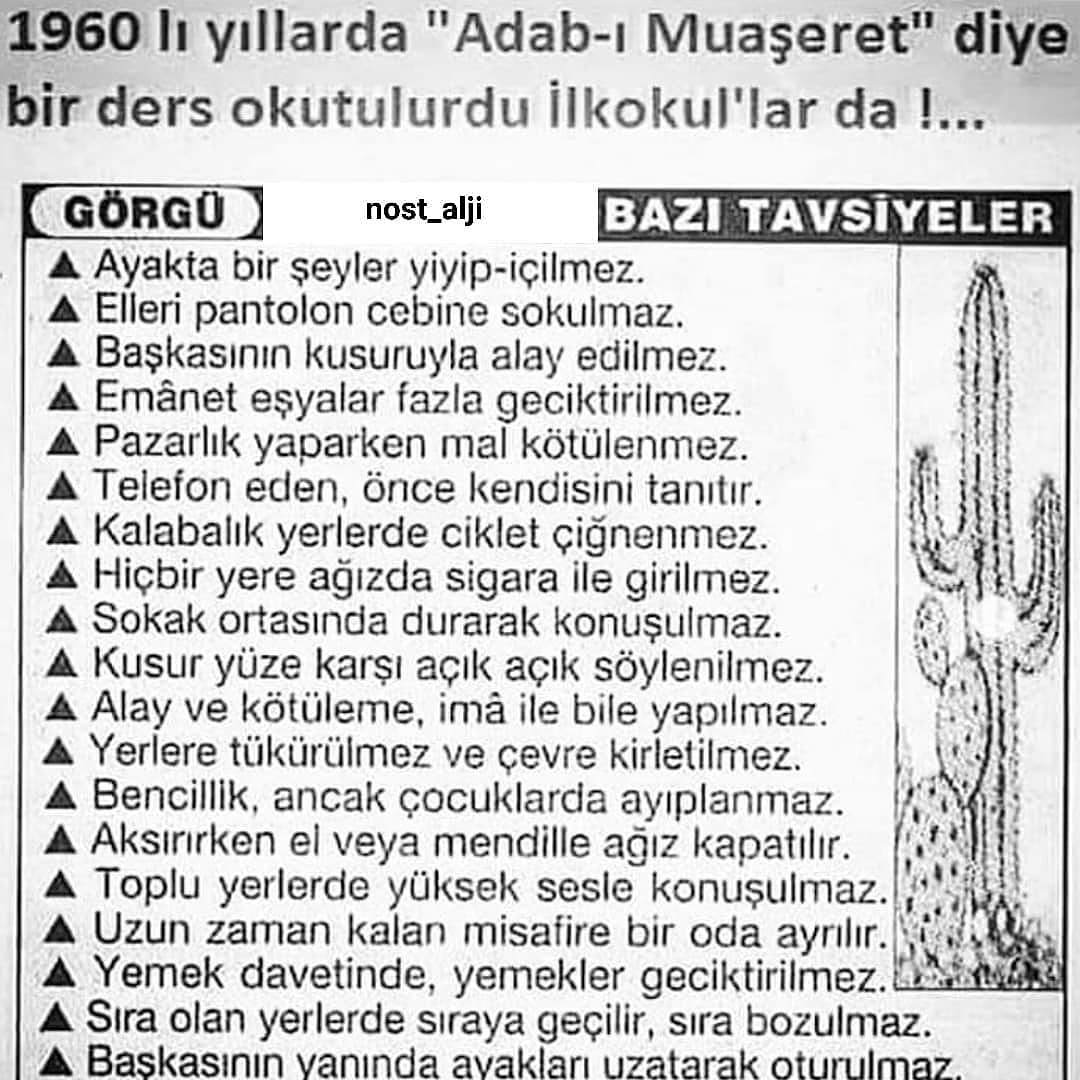 1960 lı yıllarda "Adab-ı Muaşeret" diye
bir ders okutulurdu İlkokul'lar da !...
GÖRGÜ nost_alji BAZI TAVSİYELER
▲ Ayakta bir şeyler yiyip-içilmez.
▲ Elleri pantolon cebine sokulmaz.
▲ Başkasının kusuruyla alay edilmez.
▲ Emânet eşyalar fazla geciktirilmez.
▲ Pazarlık yaparken mal kötülenmez.
▲ Telefon eden, önce kendisini tanıtır.
▲ Kalabalık yerlerde ciklet çiğnenmez.
▲ Hiçbir yere ağızda sigara ile girilmez.
▲ Sokak ortasında durarak konuşulmaz.
▲ Kusur yüze karşı açık açık söylenilmez.
▲ Alay ve kötüleme, imâ ile bile yapılmaz.
▲ Yerlere tükürülmez ve çevre kirletilmez.
▲ Bencillik, ancak çocuklarda ayıplanmaz.
▲ Aksırırken el veya mendille ağız kapatılır.
▲ Toplu yerlerde yüksek sesle konuşulmaz.
▲ Uzun zaman kalan misafire bir oda ayrılır.
▲ Yemek davetinde, yemekler geciktirilmez.
▲ Sıra olan yerlerde sıraya geçilir, sıra bozulmaz.
▲ Başkasının yanında ayakları uzatarak oturulmaz.